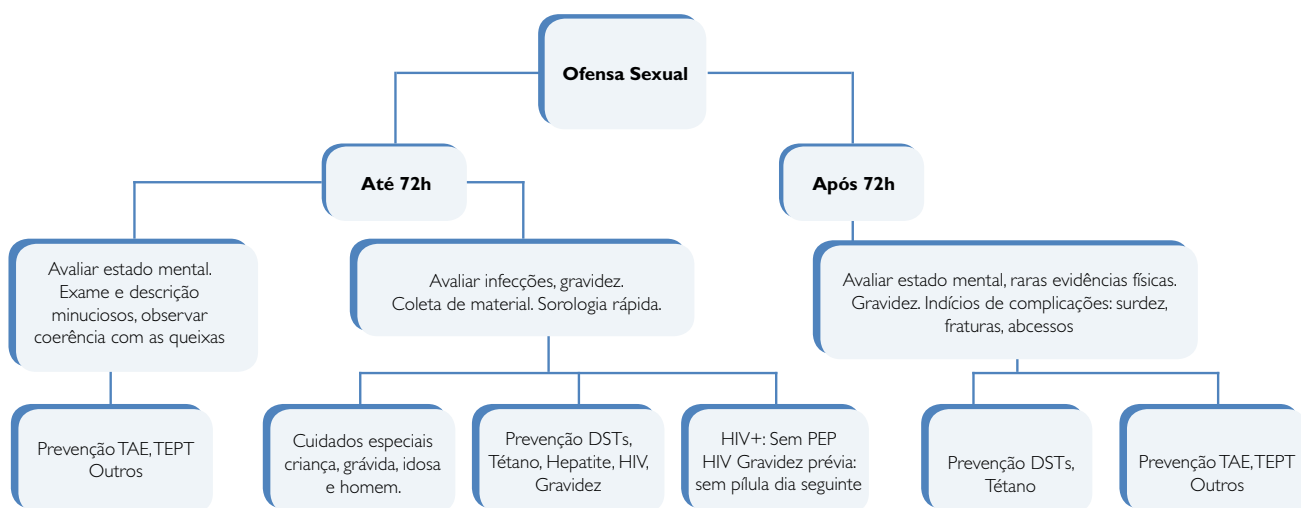 Ofensa Sexual
Até 72h
Após 72h
Avaliar estado mental.
Exame e descrição
minuciosos, observar
coerência com as queixas
Avaliar infecções, gravidez.
Coleta de material. Sorologia rápida.
Avaliar estado mental, raras evidências físicas.
Gravidez. Indícios de complicações: surdez,
fraturas, abcessos
Prevenção TAE, TEPT
Outros
Cuidados especiais
criança, grávida, idosa
e homem.
Prevenção DSTs,
Tétano, Hepatite, HIV,
Gravidez
HIV+: Sem PEP
HIV Gravidez prévia:
sem pílula dia seguinte
Prevenção DSTs,
Tétano
Prevenção TAE, TEPT
Outros